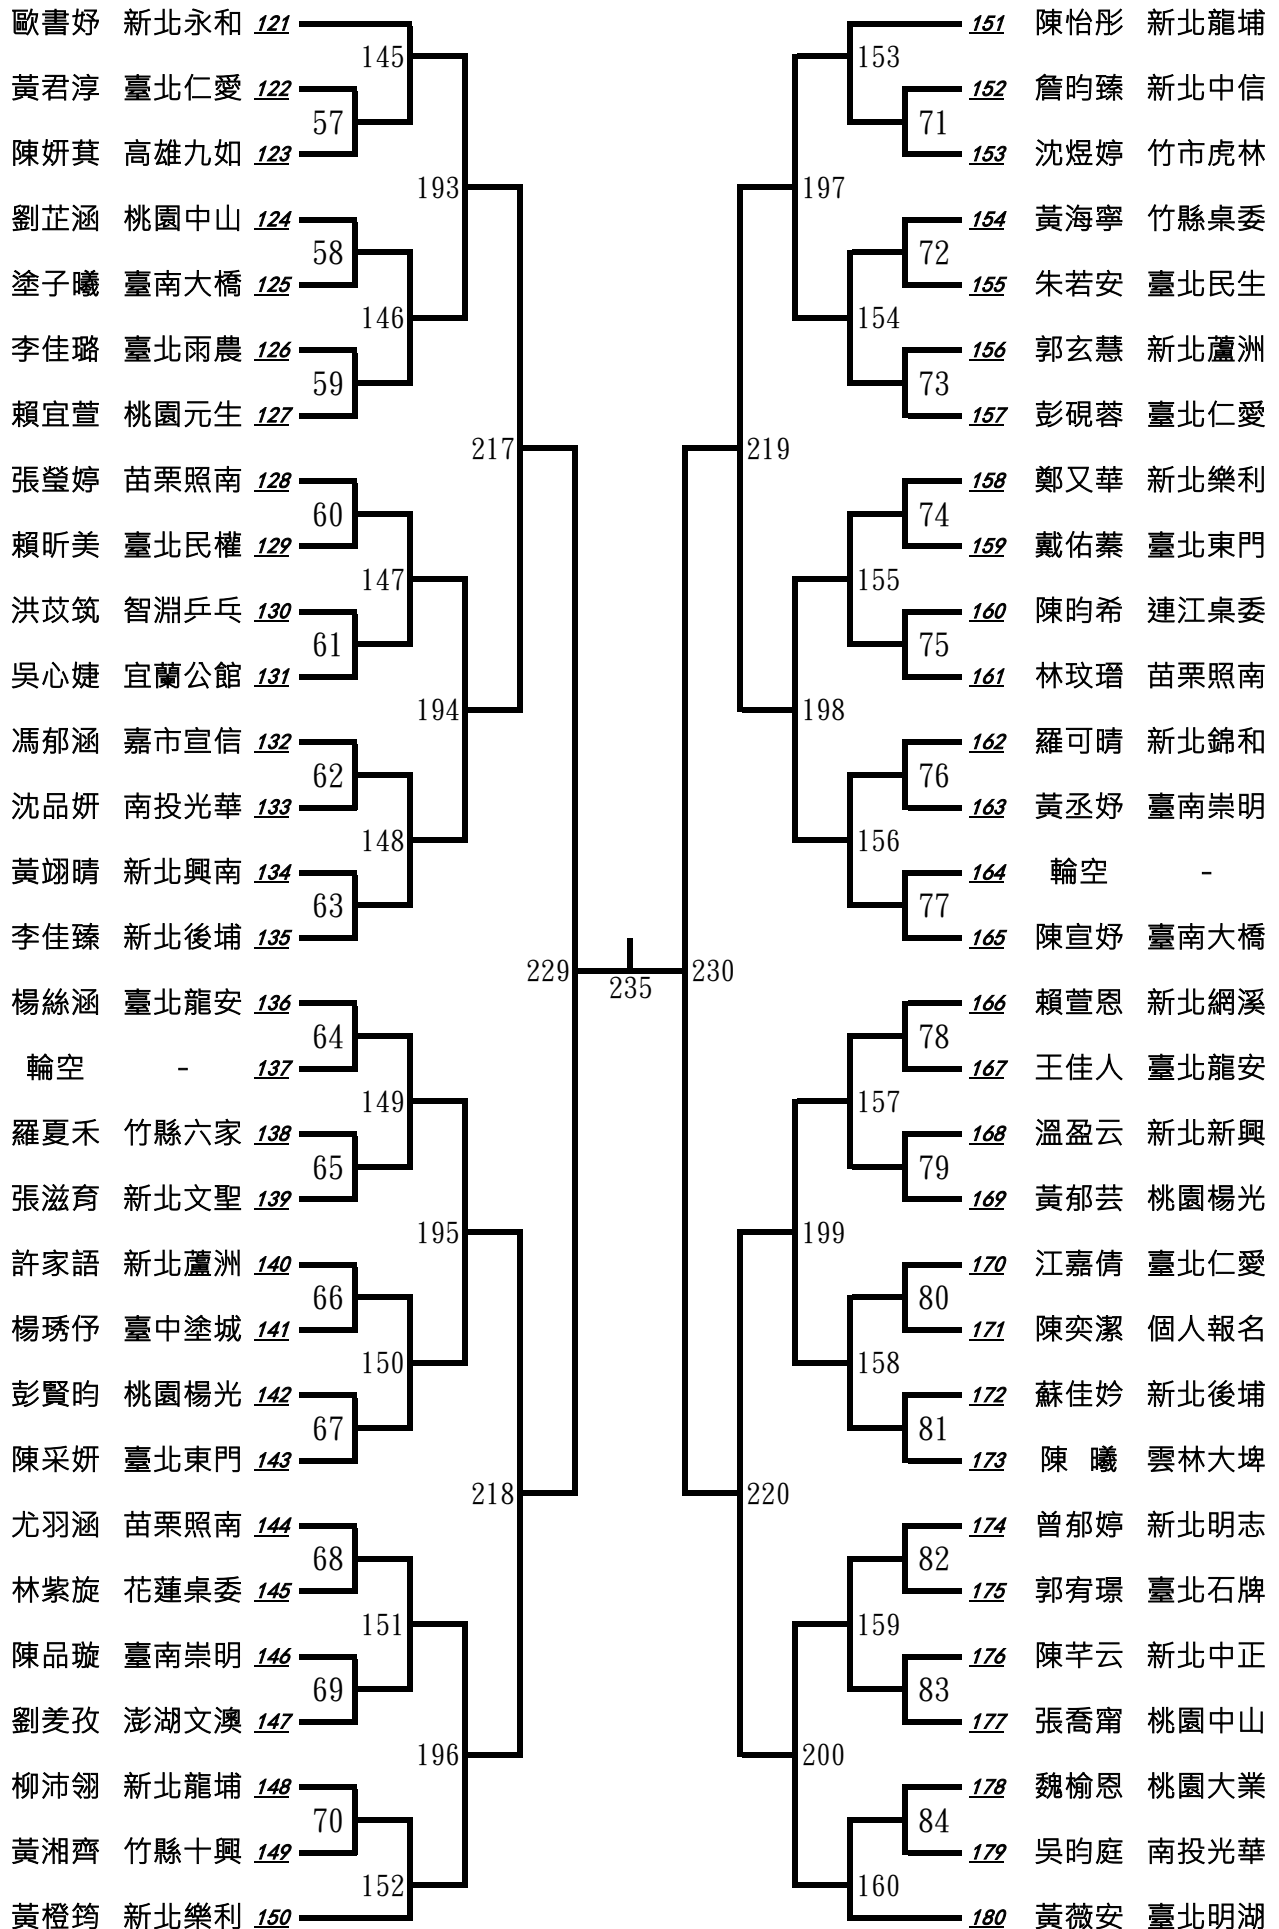 歐書妤 新北永和 121
145
黃君淳 臺北仁愛 122
57
陳妍萁 高雄九如 123
193
劉芷涵 桃園中山 124
58
塗子曦 臺南大橋 125
146
李佳璐 臺北雨農 126
59
賴宜萱 桃園元生 127
217
張瑩婷 苗栗照南 128
60
賴昕美 臺北民權 129
147
洪苡筑 智淵乒乓 130
61
吳心婕 宜蘭公館 131
194
馮郁涵 嘉市宣信 132
62
沈品妍 南投光華 133
148
黃翊晴 新北興南 134
63
李佳臻 新北後埔 135
229
235
楊絲涵 臺北龍安 136
64
輪空 - 137
149
羅夏禾 竹縣六家 138
65
張滋育 新北文聖 139
195
許家語 新北蘆洲 140
66
楊琇伃 臺中塗城 141
150
彭賢昀 桃園楊光 142
67
陳采妍 臺北東門 143
218
尤羽涵 苗栗照南 144
68
林紫旋 花蓮桌委 145
151
陳品璇 臺南崇明 146
69
劉羑孜 澎湖文澳 147
196
柳沛翎 新北龍埔 148
70
黃湘齊 竹縣十興 149
152
黃橙筠 新北樂利 150
151 陳怡彤 新北龍埔
153
152 詹昀臻 新北中信
71
153 沈煜婷 竹市虎林
197
154 黃海寧 竹縣桌委
72
155 朱若安 臺北民生
154
156 郭玄慧 新北蘆洲
73
157 彭硯蓉 臺北仁愛
219
158 鄭又華 新北樂利
74
159 戴佑蓁 臺北東門
155
160 陳昀希 連江桌委
75
161 林玟瑨 苗栗照南
198
162 羅可晴 新北錦和
76
163 黃丞妤 臺南崇明
156
164 輪空 -
77
165 陳宣妤 臺南大橋
230
166 賴萱恩 新北網溪
78
167 王佳人 臺北龍安
157
168 溫盈云 新北新興
79
169 黃郁芸 桃園楊光
199
170 江嘉倩 臺北仁愛
80
171 陳奕潔 個人報名
158
172 蘇佳妗 新北後埔
81
173 陳 曦 雲林大埤
220
174 曾郁婷 新北明志
82
175 郭宥璟 臺北石牌
159
176 陳芊云 新北中正
83
177 張喬甯 桃園中山
200
178 魏榆恩 桃園大業
84
179 吳昀庭 南投光華
160
180 黃薇安 臺北明湖